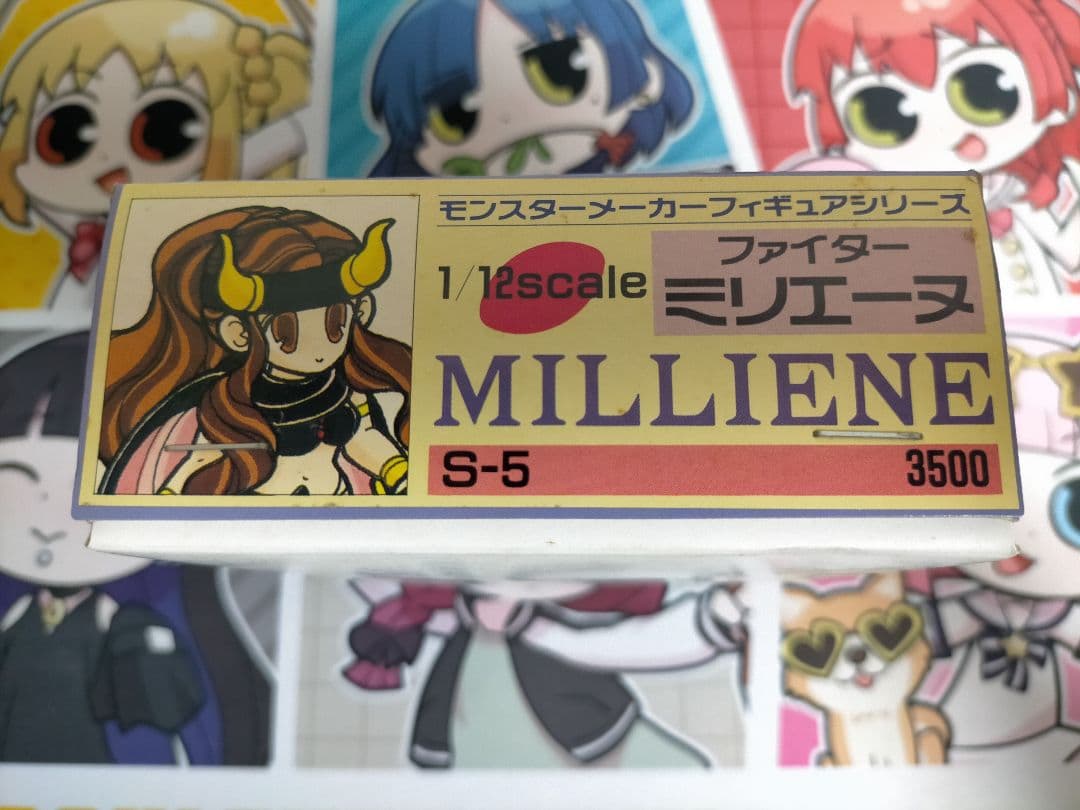 モンスターメーカーフィギュアシリーズ
1/12scale
ファイター
ミリエーヌ
MILLIENE
S-5
3500